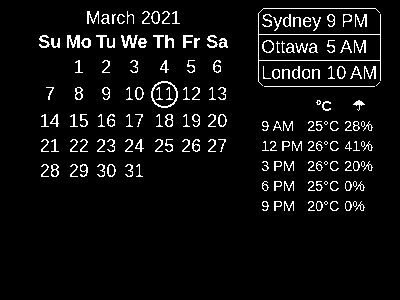 March 2021
Su Mo Tu We Th Fr Sa
1 2 3 4 5 6
7 8 9 10 11 12 13
14 15 16 17 18 19 20
21 22 23 24 25 26 27
28 29 30 31
Sydney 9 PM
Ottawa 5 AM
London 10 AM
°C ☂
9 AM 25°C 28%
12 PM 26°C 41%
3 PM 26°C 20%
6 PM 25°C 0%
9 PM 20°C 0%